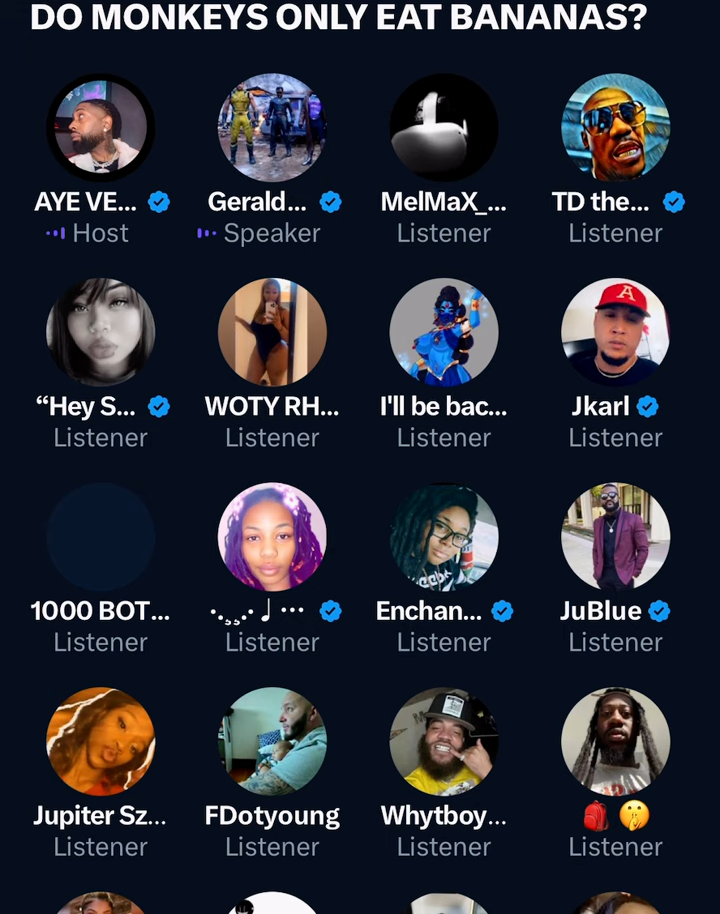 DO MONKEYS ONLY EAT BANANAS?
AYE VE... Gerald... MelMaX_... TD the...
Host Speaker Listener Listener
“Hey S... WOTY RH... I'll be bac... Jkarl
Listener Listener Listener Listener
1000 BOT... •.¸¸.• ♩ ··· Enchan... JuBlue
Listener Listener Listener Listener
Jupiter Sz... FDotyoung Whytboy... 🎒 🤫
Listener Listener Listener Listener